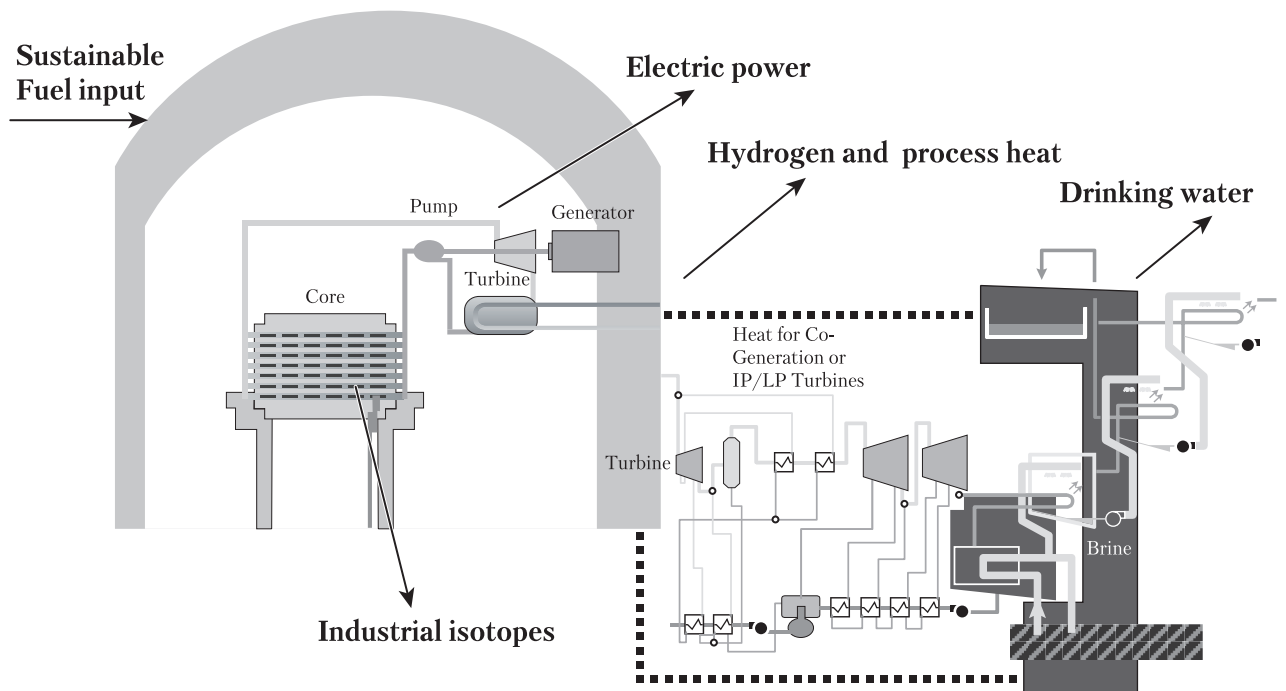 Sustainable
Fuel input
Electric power
Hydrogen and process heat
Drinking water
Pump
Generator
Turbine
Core
Heat for Co-
Generation or
IP/LP Turbines
Turbine
Brine
Industrial isotopes